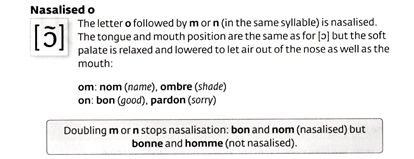 Nasalised o
[ɔ̃]
The letter o followed by m or n (in the same syllable) is nasalised.
The tongue and mouth position are the same as for [ɔ] but the soft
palate is relaxed and lowered to let air out of the nose as well as the
mouth:
om: nom (name), ombre (shade)
on: bon (good), pardon (sorry)
Doubling m or n stops nasalisation: bon and nom (nasalised) but
bonne and homme (not nasalised).